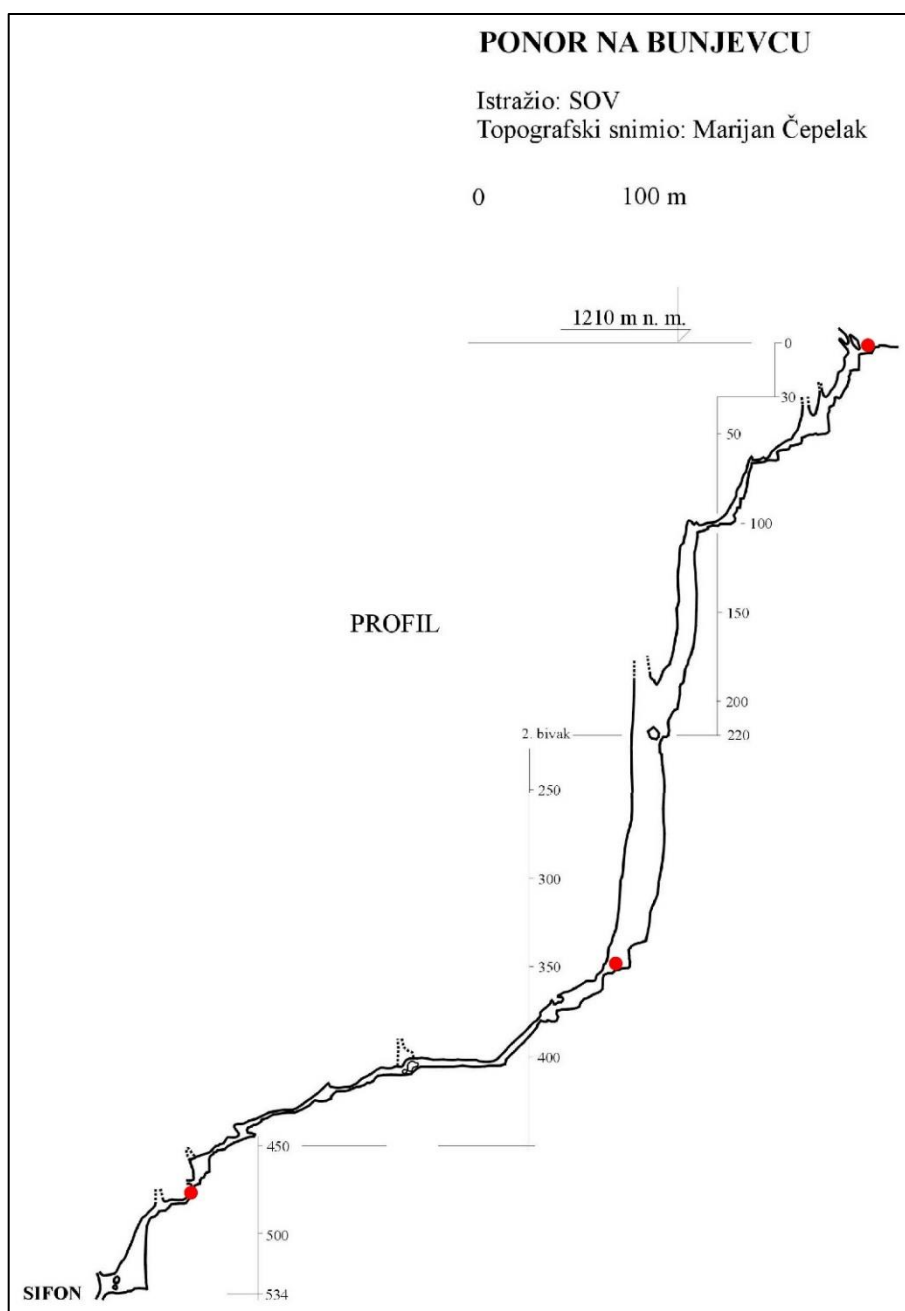 PONOR NA BUNJEVCU
Istražio: SOV
Topografski snimio: Marijan Čepelak
0 100 m
1210 m n. m.
0
30
50
100
150
PROFIL
200
2. bivak
220
250
300
350
400
450
500
SIFON
534